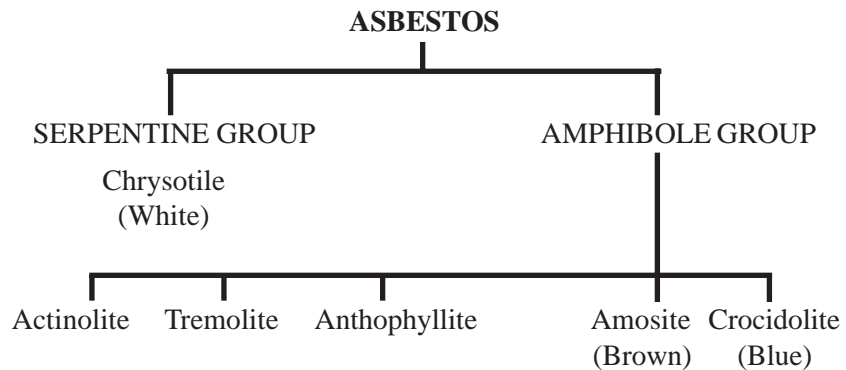 ASBESTOS
SERPENTINE GROUP AMPHIBOLE GROUP
Chrysotile
(White)
Actinolite Tremolite Anthophyllite Amosite Crocidolite
(Brown) (Blue)